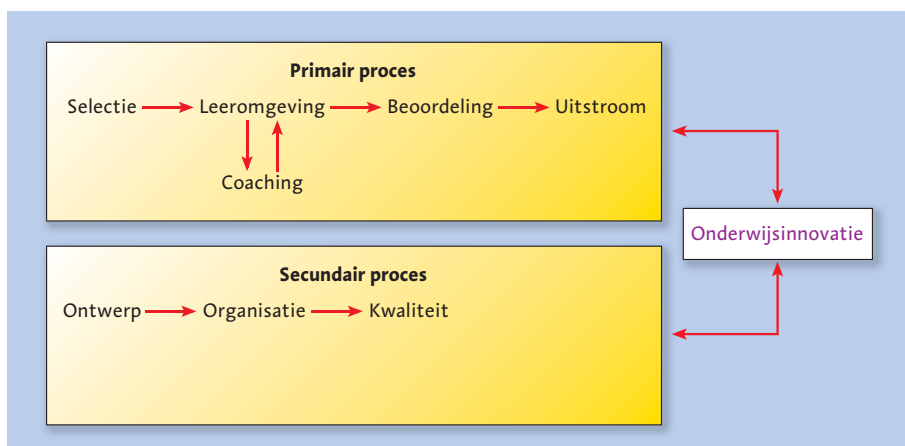 Primair proces
Selectie Leeromgeving Beoordeling Uitstroom
Coaching
Onderwijsinnovatie
Secundair proces
Ontwerp Organisatie Kwaliteit